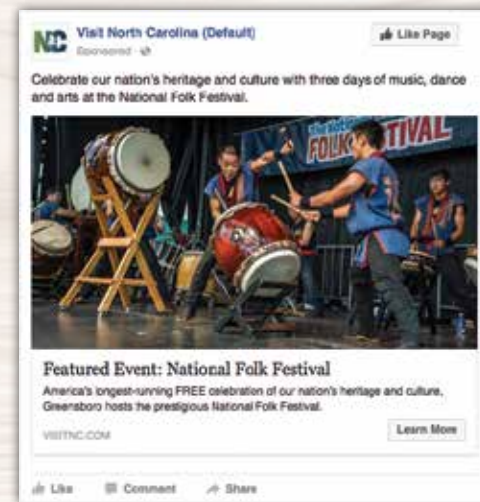 NC
Visit North Carolina (Default)
Sponsored ·
Like Page
Celebrate our nation's heritage and culture with three days of music, dance
and arts at the National Folk Festival.
FOLK FESTIVAL
Featured Event: National Folk Festival
America's longest-running FREE celebration of our nation's heritage and culture,
Greensboro hosts the prestigious National Folk Festival.
VISITNC.COM
Learn More
Like Comment Share